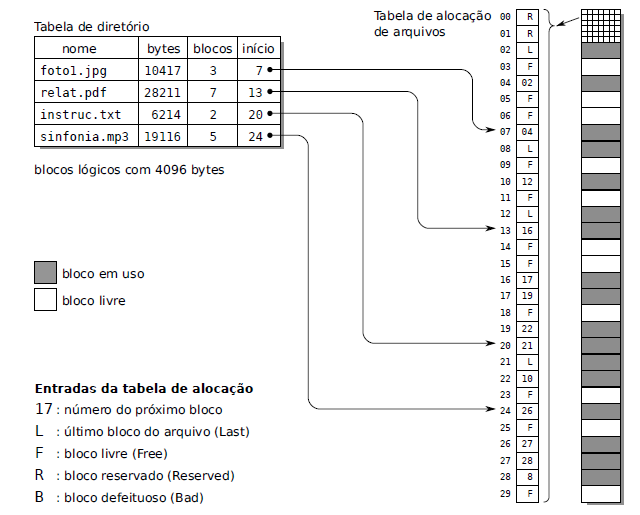 Tabela de diretório
nome bytes blocos início
foto1.jpg 10417 3 7
relat.pdf 28211 7 13
instruc.txt 6214 2 20
sinfonia.mp3 19116 5 24
blocos lógicos com 4096 bytes
bloco em uso
bloco livre
Entradas da tabela de alocação
17 : número do próximo bloco
L : último bloco do arquivo (Last)
F : bloco livre (Free)
R : bloco reservado (Reserved)
B : bloco defeituoso (Bad)
Tabela de alocação
de arquivos
00 R
01 R
02 L
03 F
04 02
05 F
06 F
07 04
08 L
09 F
10 12
11 F
12 L
13 16
14 F
15 F
16 17
17 19
18 F
19 22
20 21
21 L
22 10
23 F
24 26
25 F
26 27
27 28
28 8
29 F